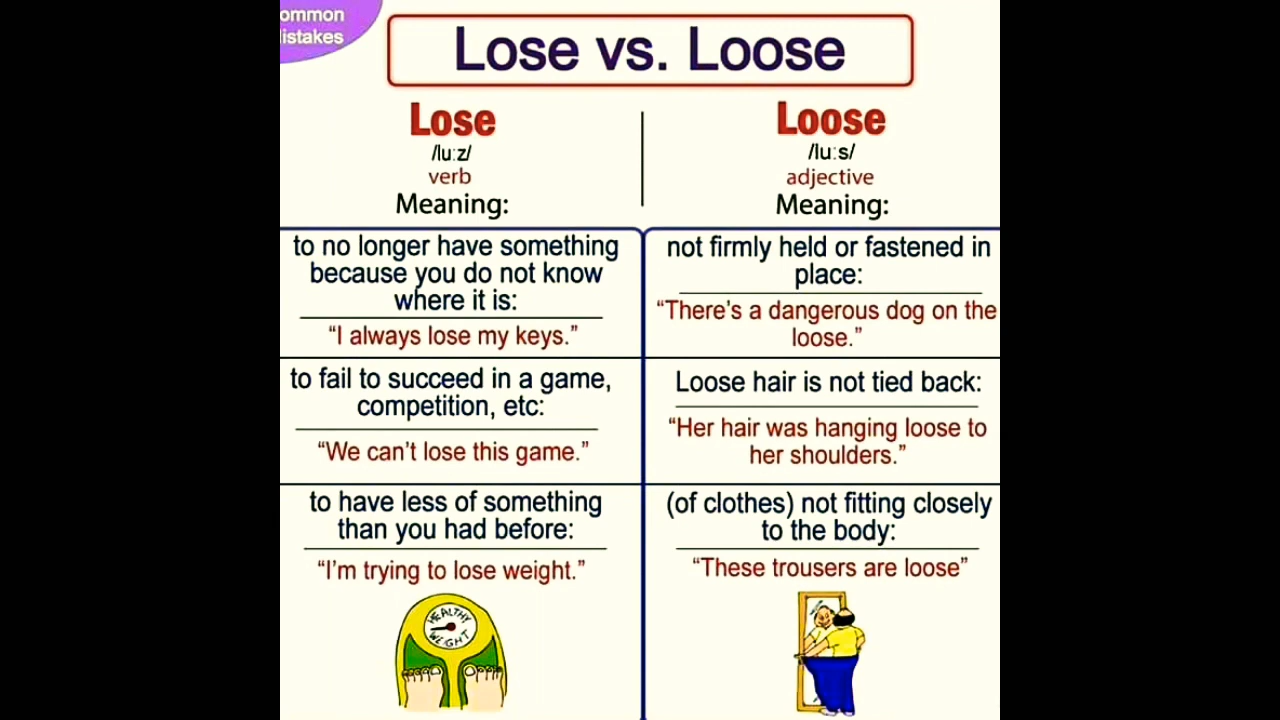 ommon
istakes
Lose vs. Loose
Lose
/luːz/
verb
Meaning:
to no longer have something
because you do not know
where it is:
“I always lose my keys.”
to fail to succeed in a game,
competition, etc:
“We can’t lose this game.”
to have less of something
than you had before:
“I’m trying to lose weight.”
HEALTHY
WEIGHT
Loose
/luːs/
adjective
Meaning:
not firmly held or fastened in
place:
“There’s a dangerous dog on the
loose.”
Loose hair is not tied back:
“Her hair was hanging loose to
her shoulders.”
(of clothes) not fitting closely
to the body:
“These trousers are loose”